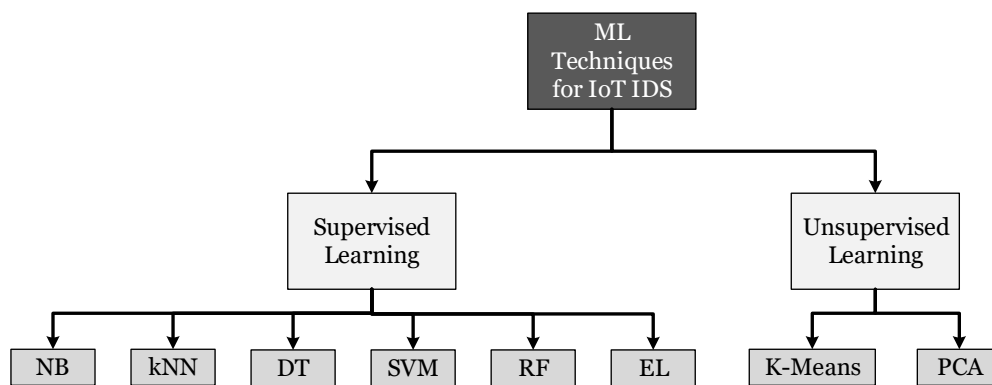 ML
Techniques
for IoT IDS
Supervised
Learning
Unsupervised
Learning
NB
kNN
DT
SVM
RF
EL
K-Means
PCA